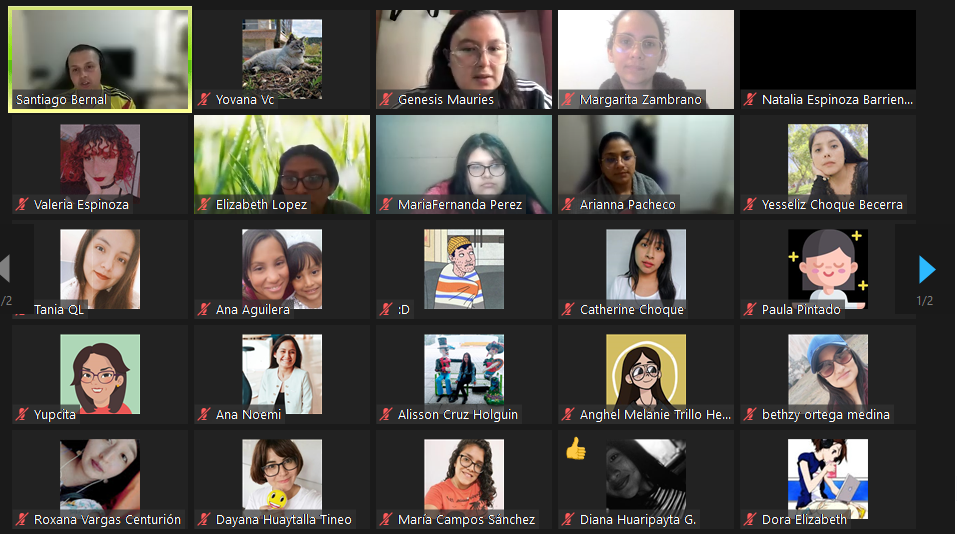 Santiago Bernal
Yovana Vc
Genesis Mauries
Margarita Zambrano
Natalia Espinoza Barrien...
Valeria Espinoza
Elizabeth Lopez
MariaFernanda Perez
Arianna Pacheco
Yesseliz Choque Becerra
Tania QL
Ana Aguilera
:D
Catherine Choque
Paula Pintado
/2
1/2
Yupcita
Ana Noemi
Alisson Cruz Holguin
Anghel Melanie Trillo He...
bethzy ortega medina
Roxana Vargas Centurión
Dayana Huaytalla Tineo
María Campos Sánchez
Diana Huaripayta G.
Dora Elizabeth